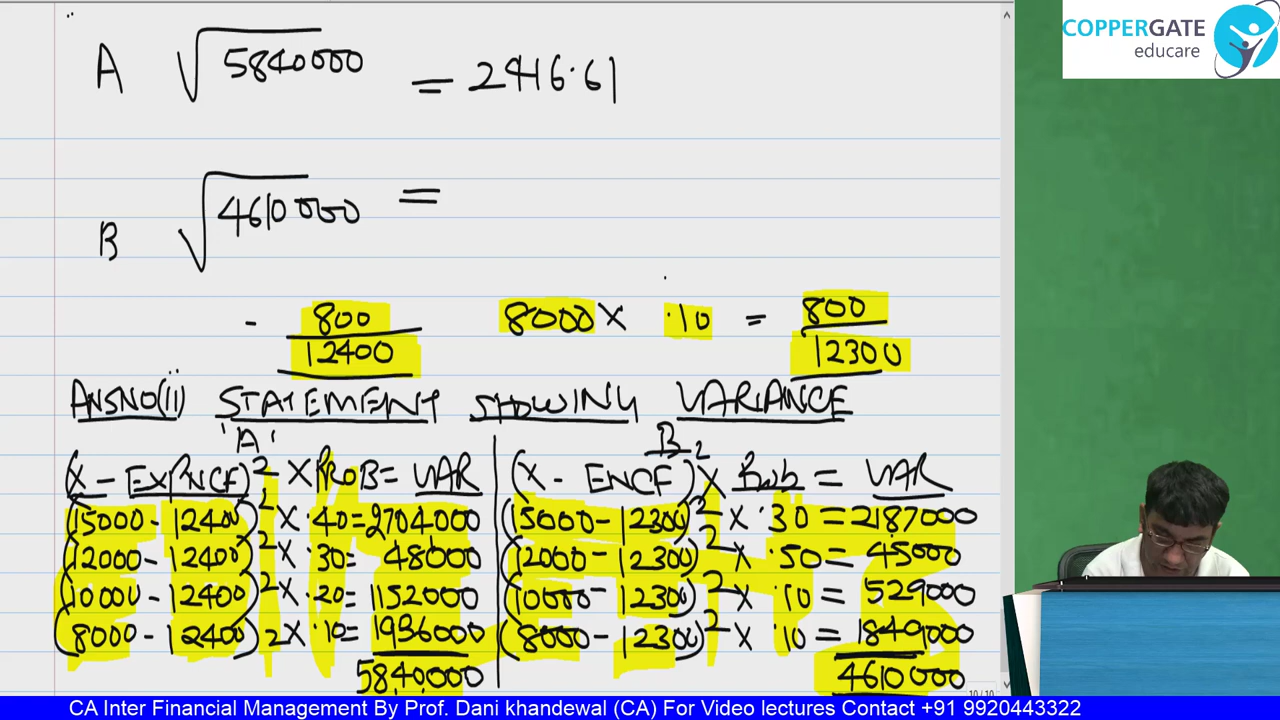 COPPERGATE
educare
A √5840000 = 2416.61
B √4610000 =
- 800 8000 × .10 = 800
12400 12300
ANSNO(ii) STATEMENT SHOWING VARIANCE
'A' B
(X - EXPNCF)² × PROB = VAR (X - ENCF)² × Prob = VAR
(15000 - 12400)² × .40 = 2704000 (15000 - 12300)² × .30 = 2187000
(12000 - 12400)² × .30 = 48000 (12000 - 12300)² × .50 = 45000
(10000 - 12400)² × .20 = 1152000 (10000 - 12300)² × .10 = 529000
(8000 - 12400)² × .10 = 1936000 (8000 - 12300)² × .10 = 1849000
5840000 4610000
10/10
CA Inter Financial Management By Prof. Dani khandewal (CA) For Video lectures Contact +91 9920443322